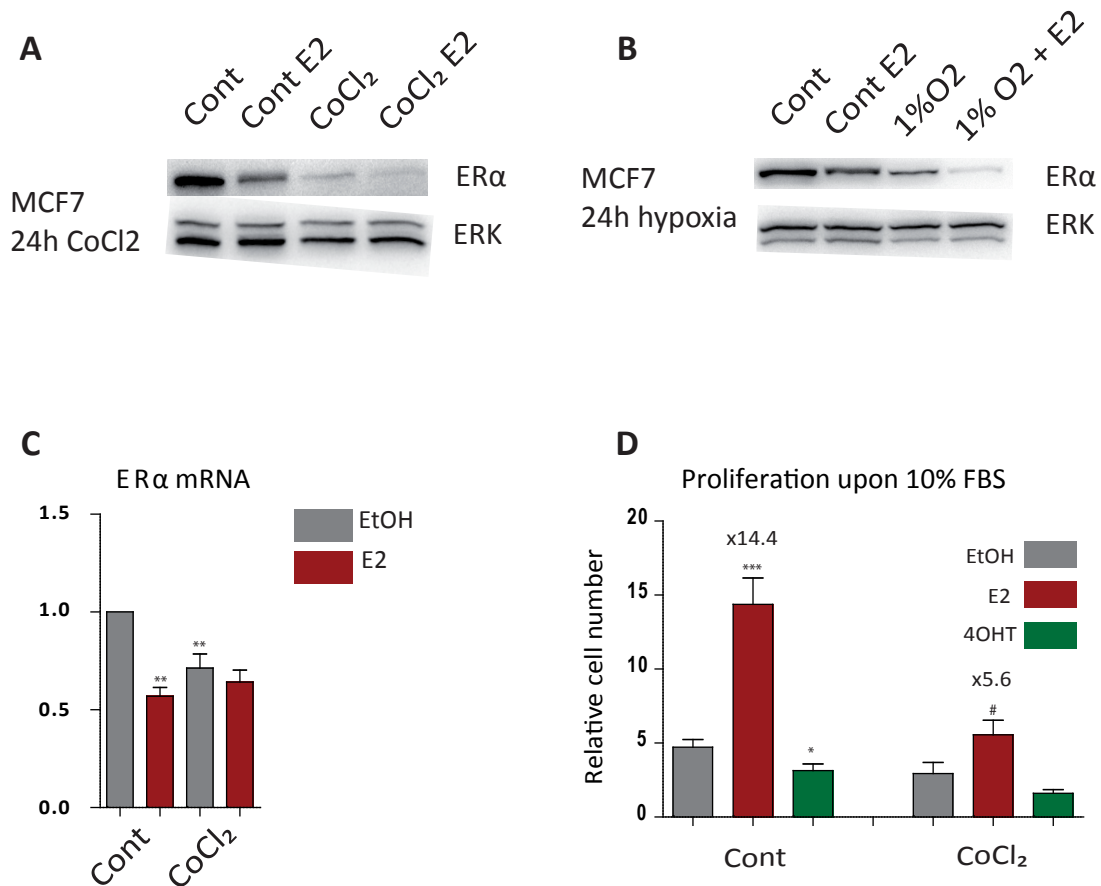 A
Cont
Cont E2
CoCl₂
CoCl₂ E2
ERα
MCF7
24h CoCl2
ERK
B
Cont
Cont E2
1%O2
1% O2 + E2
ERα
MCF7
24h hypoxia
ERK
C
ERα mRNA
1.5
1.0
0.5
0.0
EtOH
E2
**
**
Cont
CoCl₂
D
Proliferation upon 10% FBS
Relative cell number
20
15
10
5
0
x14.4
***
*
EtOH
E2
4OHT
x5.6
#
Cont
CoCl₂